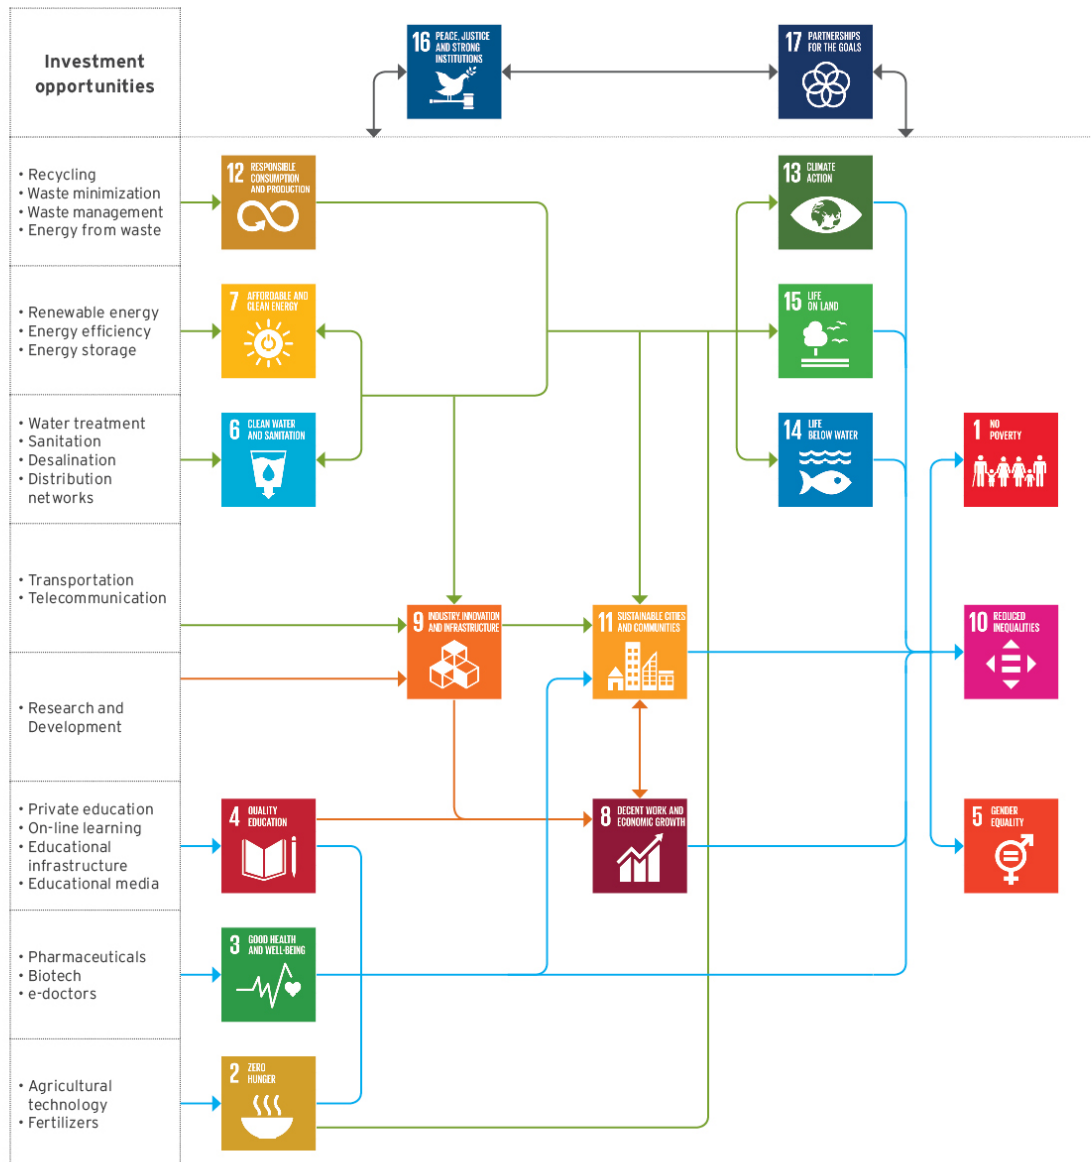 Investment
opportunities
16 PEACE, JUSTICE
AND STRONG
INSTITUTIONS
17 PARTNERSHIPS
FOR THE GOALS
• Recycling
• Waste minimization
• Waste management
• Energy from waste
12 RESPONSIBLE
CONSUMPTION
AND PRODUCTION
13 CLIMATE
ACTION
• Renewable energy
• Energy efficiency
• Energy storage
7 AFFORDABLE AND
CLEAN ENERGY
15 LIFE
ON LAND
• Water treatment
• Sanitation
• Desalination
• Distribution
networks
6 CLEAN WATER
AND SANITATION
14 LIFE
BELOW WATER
1 NO
POVERTY
• Transportation
• Telecommunication
9 INDUSTRY, INNOVATION
AND INFRASTRUCTURE
11 SUSTAINABLE CITIES
AND COMMUNITIES
10 REDUCED
INEQUALITIES
• Research and
Development
• Private education
• On-line learning
• Educational
infrastructure
• Educational media
4 QUALITY
EDUCATION
8 DECENT WORK AND
ECONOMIC GROWTH
5 GENDER
EQUALITY
• Pharmaceuticals
• Biotech
• e-doctors
3 GOOD HEALTH
AND WELL-BEING
• Agricultural
technology
• Fertilizers
2 ZERO
HUNGER